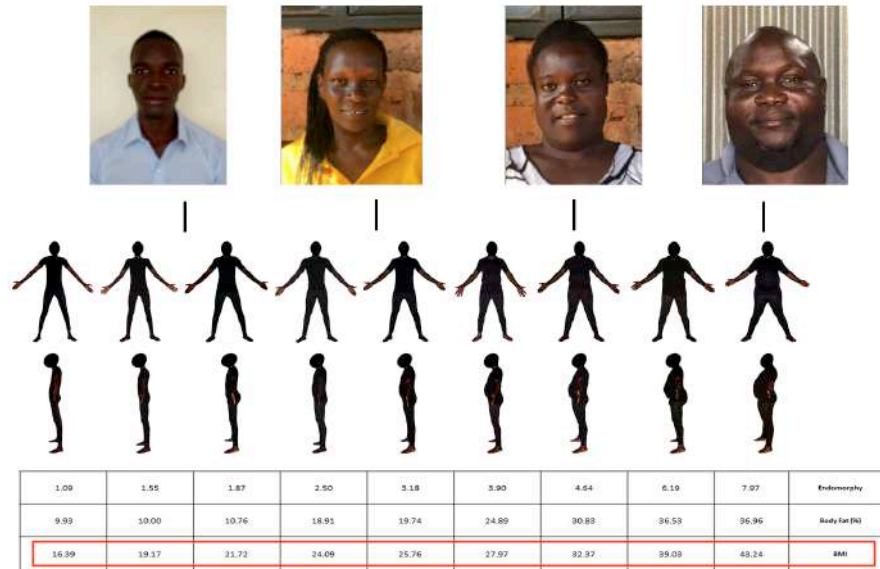 1.09 1.55 1.87 2.50 3.18 3.90 4.64 6.19 7.97 Endomorphy
9.93 10.00 10.76 18.91 19.74 24.89 30.83 36.53 36.96 Body Fat (%)
16.39 19.17 21.72 24.09 25.76 27.97 32.37 39.03 48.24 BMI